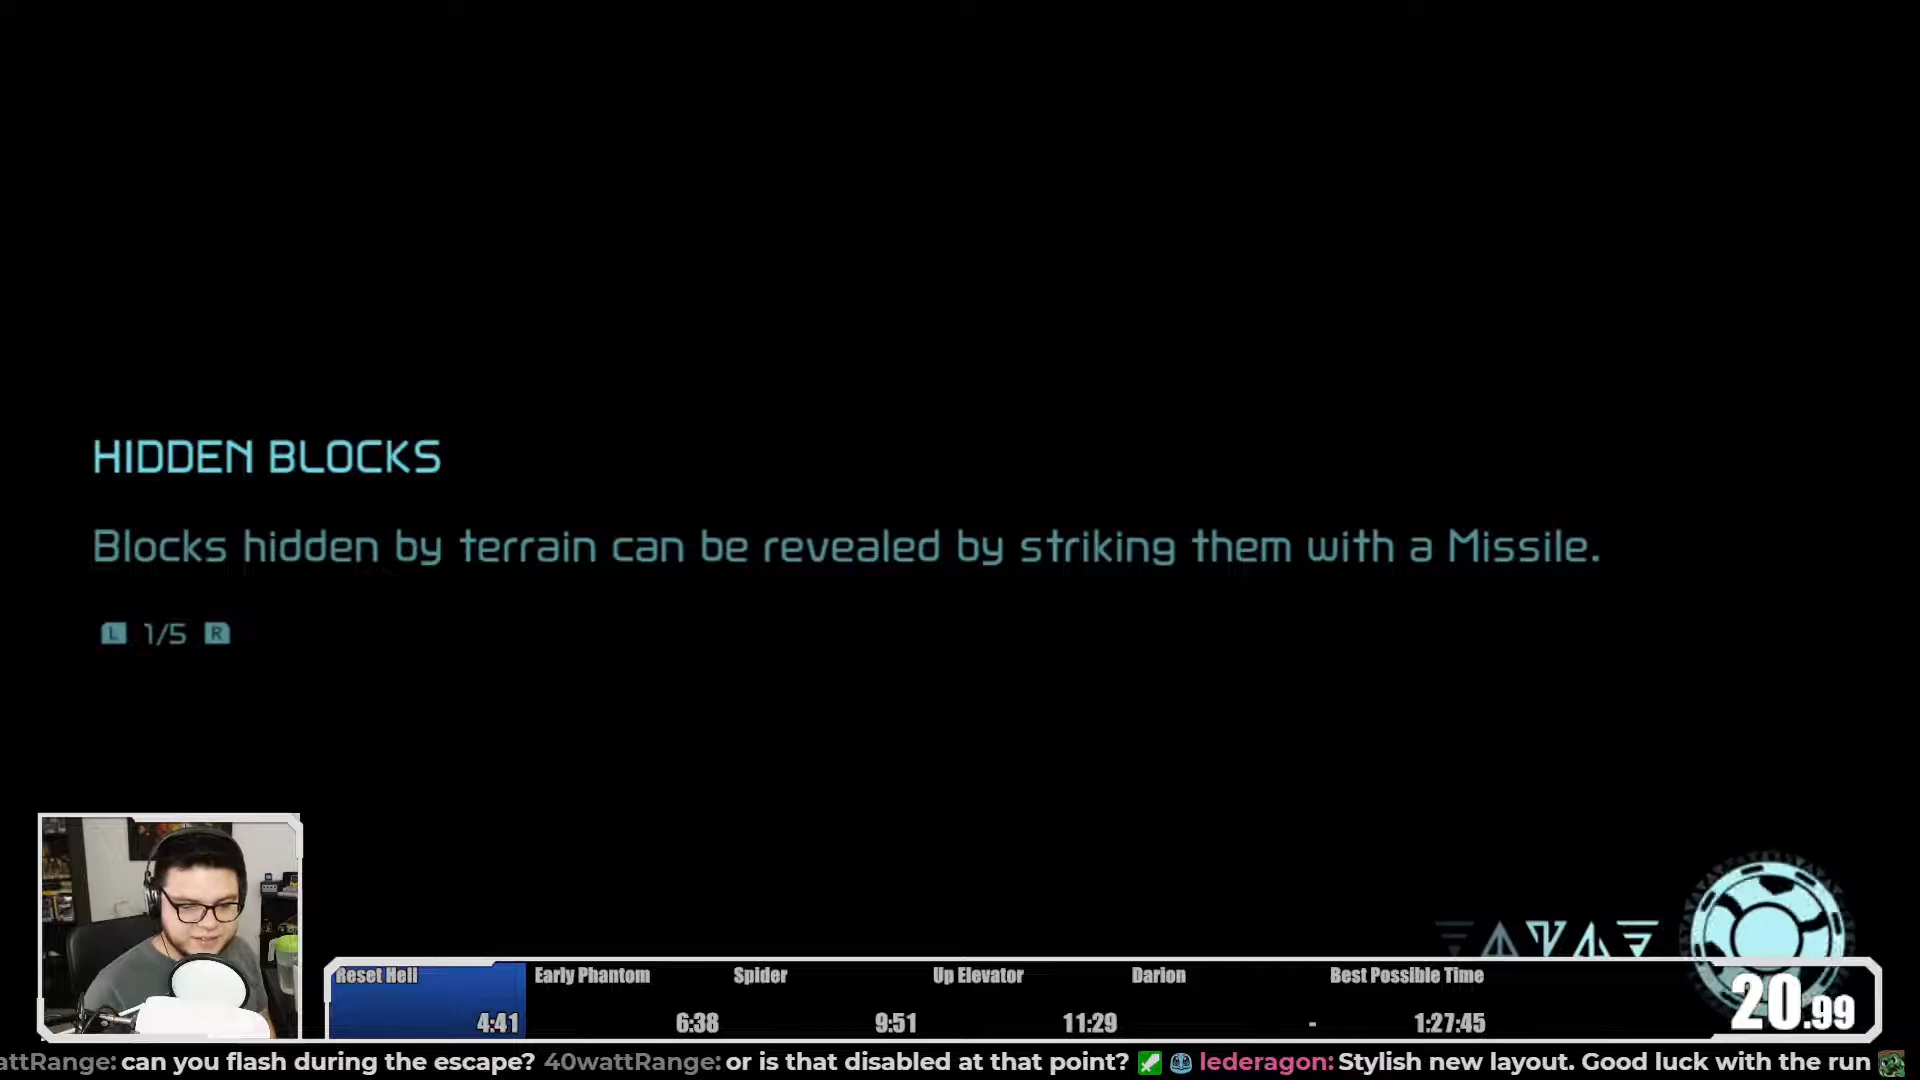 HIDDEN BLOCKS
Blocks hidden by terrain can be revealed by striking them with a Missile.
L 1/5 R
Reset Hell Early Phantom Spider Up Elevator Darion Best Possible Time
4:41 6:38 9:51 11:29 - 1:27:45
20.99
attRange: can you flash during the escape? 40wattRange: or is that disabled at that point? lederagon: Stylish new layout. Good luck with the run